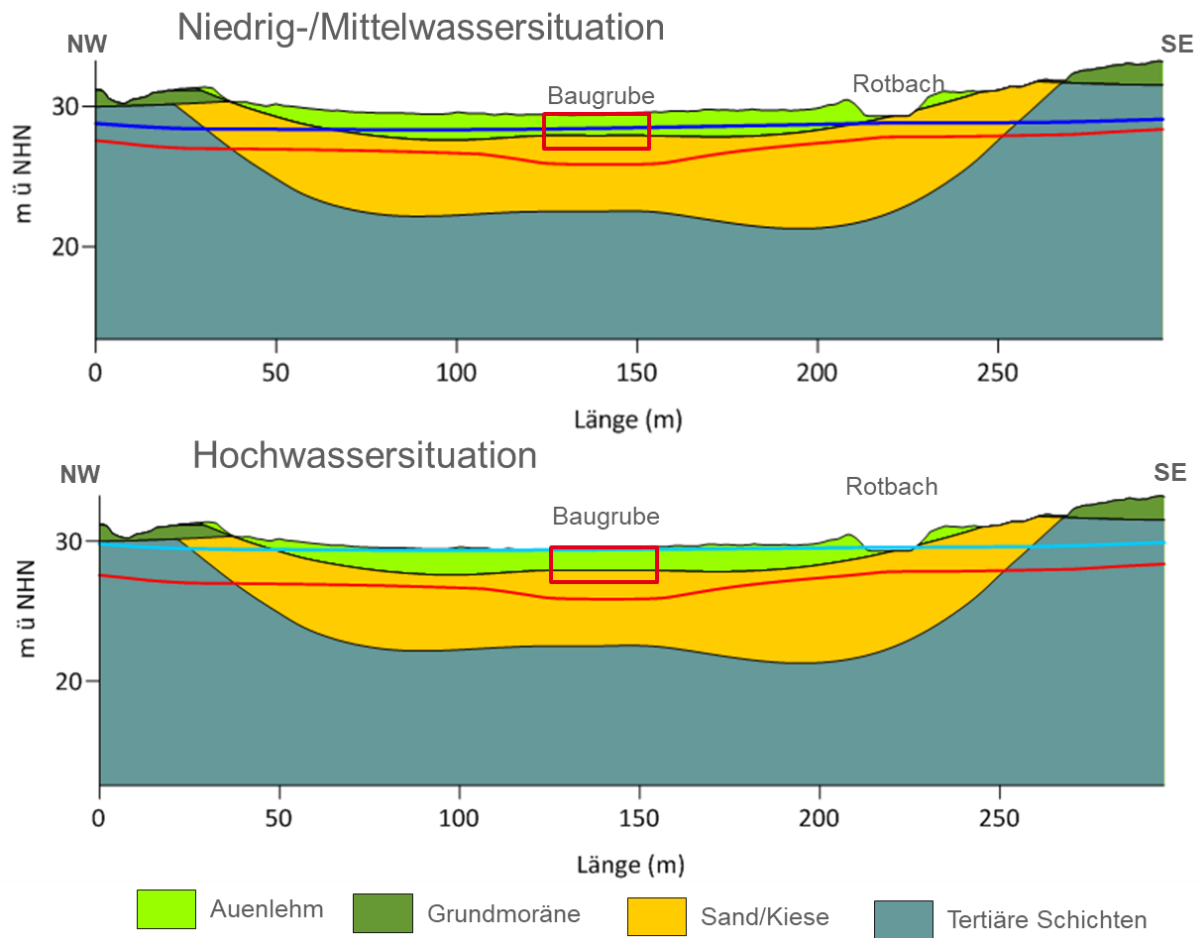 Niedrig-/Mittelwassersituation
NW
SE
Rotbach
Baugrube
30
20
m ü NHN
0 50 100 150 200 250
Länge (m)
Hochwassersituation
NW
SE
Rotbach
Baugrube
30
20
m ü NHN
0 50 100 150 200 250
Länge (m)
Auenlehm
Grundmoräne
Sand/Kiese
Tertiäre Schichten